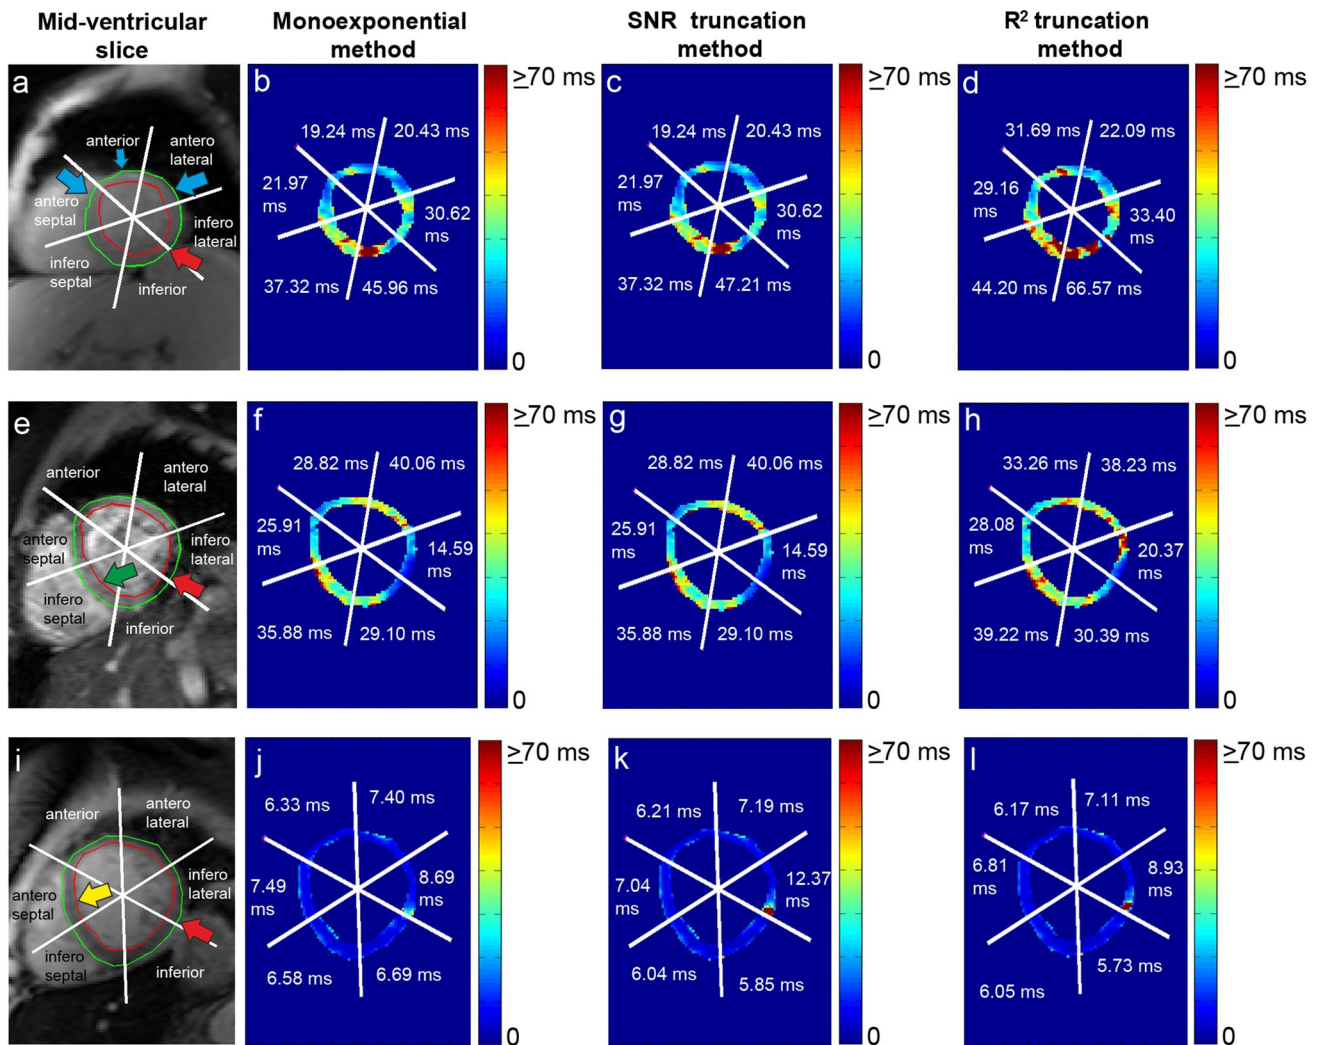 Mid-ventricular
slice
Monoexponential
method
SNR truncation
method
R² truncation
method
a
anterior
antero
lateral
antero
septal
infero
lateral
infero
septal
inferior
b
19.24 ms
20.43 ms
21.97
ms
30.62
ms
37.32 ms
45.96 ms
≥70 ms
0
c
19.24 ms
20.43 ms
21.97
ms
30.62
ms
37.32 ms
47.21 ms
≥70 ms
0
d
31.69 ms
22.09 ms
29.16
ms
33.40
ms
44.20 ms
66.57 ms
≥70 ms
0
e
anterior
antero
lateral
antero
septal
infero
lateral
infero
septal
inferior
f
28.82 ms
40.06 ms
25.91
ms
14.59
ms
35.88 ms
29.10 ms
≥70 ms
0
g
28.82 ms
40.06 ms
25.91
ms
14.59
ms
35.88 ms
29.10 ms
≥70 ms
0
h
33.26 ms
38.23 ms
28.08
ms
20.37
ms
39.22 ms
30.39 ms
≥70 ms
0
i
anterior
antero
lateral
antero
septal
infero
lateral
infero
septal
inferior
j
6.33 ms
7.40 ms
7.49
ms
8.69
ms
6.58 ms
6.69 ms
≥70 ms
0
k
6.21 ms
7.19 ms
7.04
ms
12.37
ms
6.04 ms
5.85 ms
≥70 ms
0
l
6.17 ms
7.11 ms
6.81
ms
8.93
ms
6.05 ms
5.73 ms
≥70 ms
0